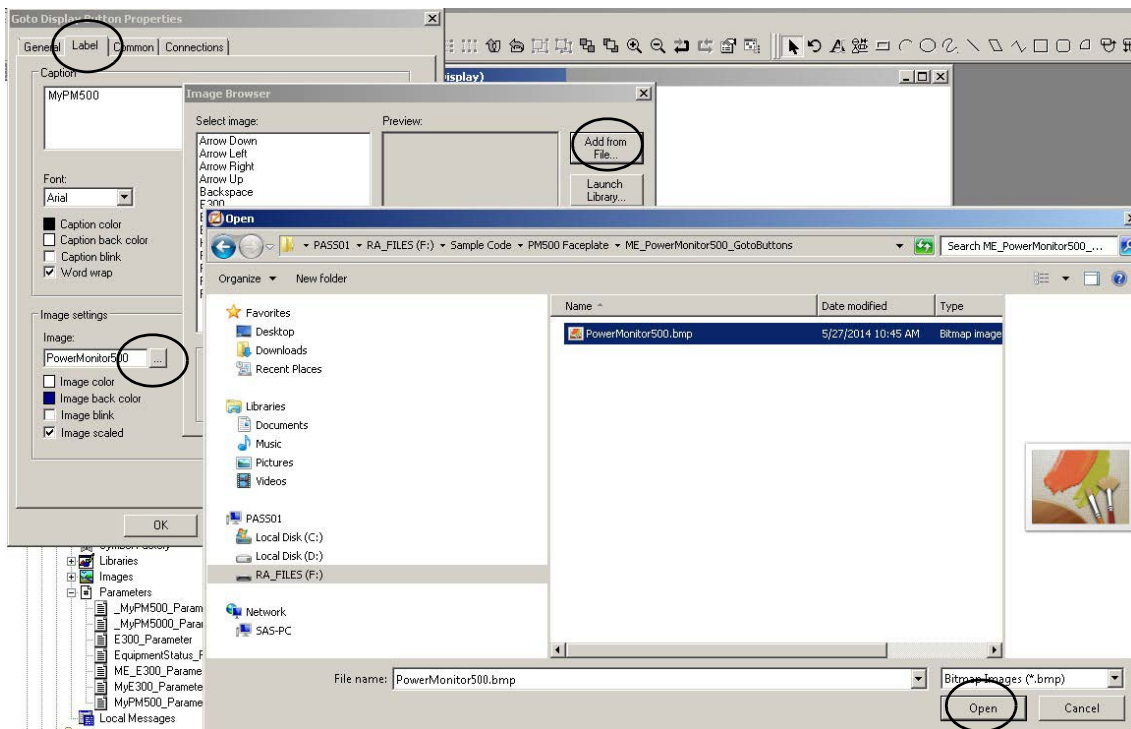 Goto Display Button Properties
General Label Common Connections
Caption
MyPM500
Font:
Arial
Caption color
Caption back color
Caption blink
Word wrap
Image settings
Image:
PowerMonitor500 ...
Image color
Image back color
Image blink
Image scaled
OK
isplay)
Image Browser
Select image:
Preview:
Arrow Down
Arrow Left
Arrow Right
Arrow Up
Backspace
E300
Add from
File...
Launch
Library...
Open
PASS01 RA_FILES (F:) Sample Code PM500 Faceplate ME_PowerMonitor500_GotoButtons
Search ME_PowerMonitor500_...
Organize New folder
Favorites
Desktop
Downloads
Recent Places
Libraries
Documents
Music
Pictures
Videos
PASS01
Local Disk (C:)
Local Disk (D:)
RA_FILES (F:)
Network
SAS-PC
Name Date modified Type
PowerMonitor500.bmp 5/27/2014 10:45 AM Bitmap image
File name: PowerMonitor500.bmp
Bitmap Images (*.bmp)
Open Cancel
Symbol Factory
Libraries
Images
Parameters
_MyPM500_Param
_MyPM5000_Para
E300_Parameter
EquipmentStatus_F
ME_E300_Parame
MyE300_Paramete
MyPM500_Parame
Local Messages